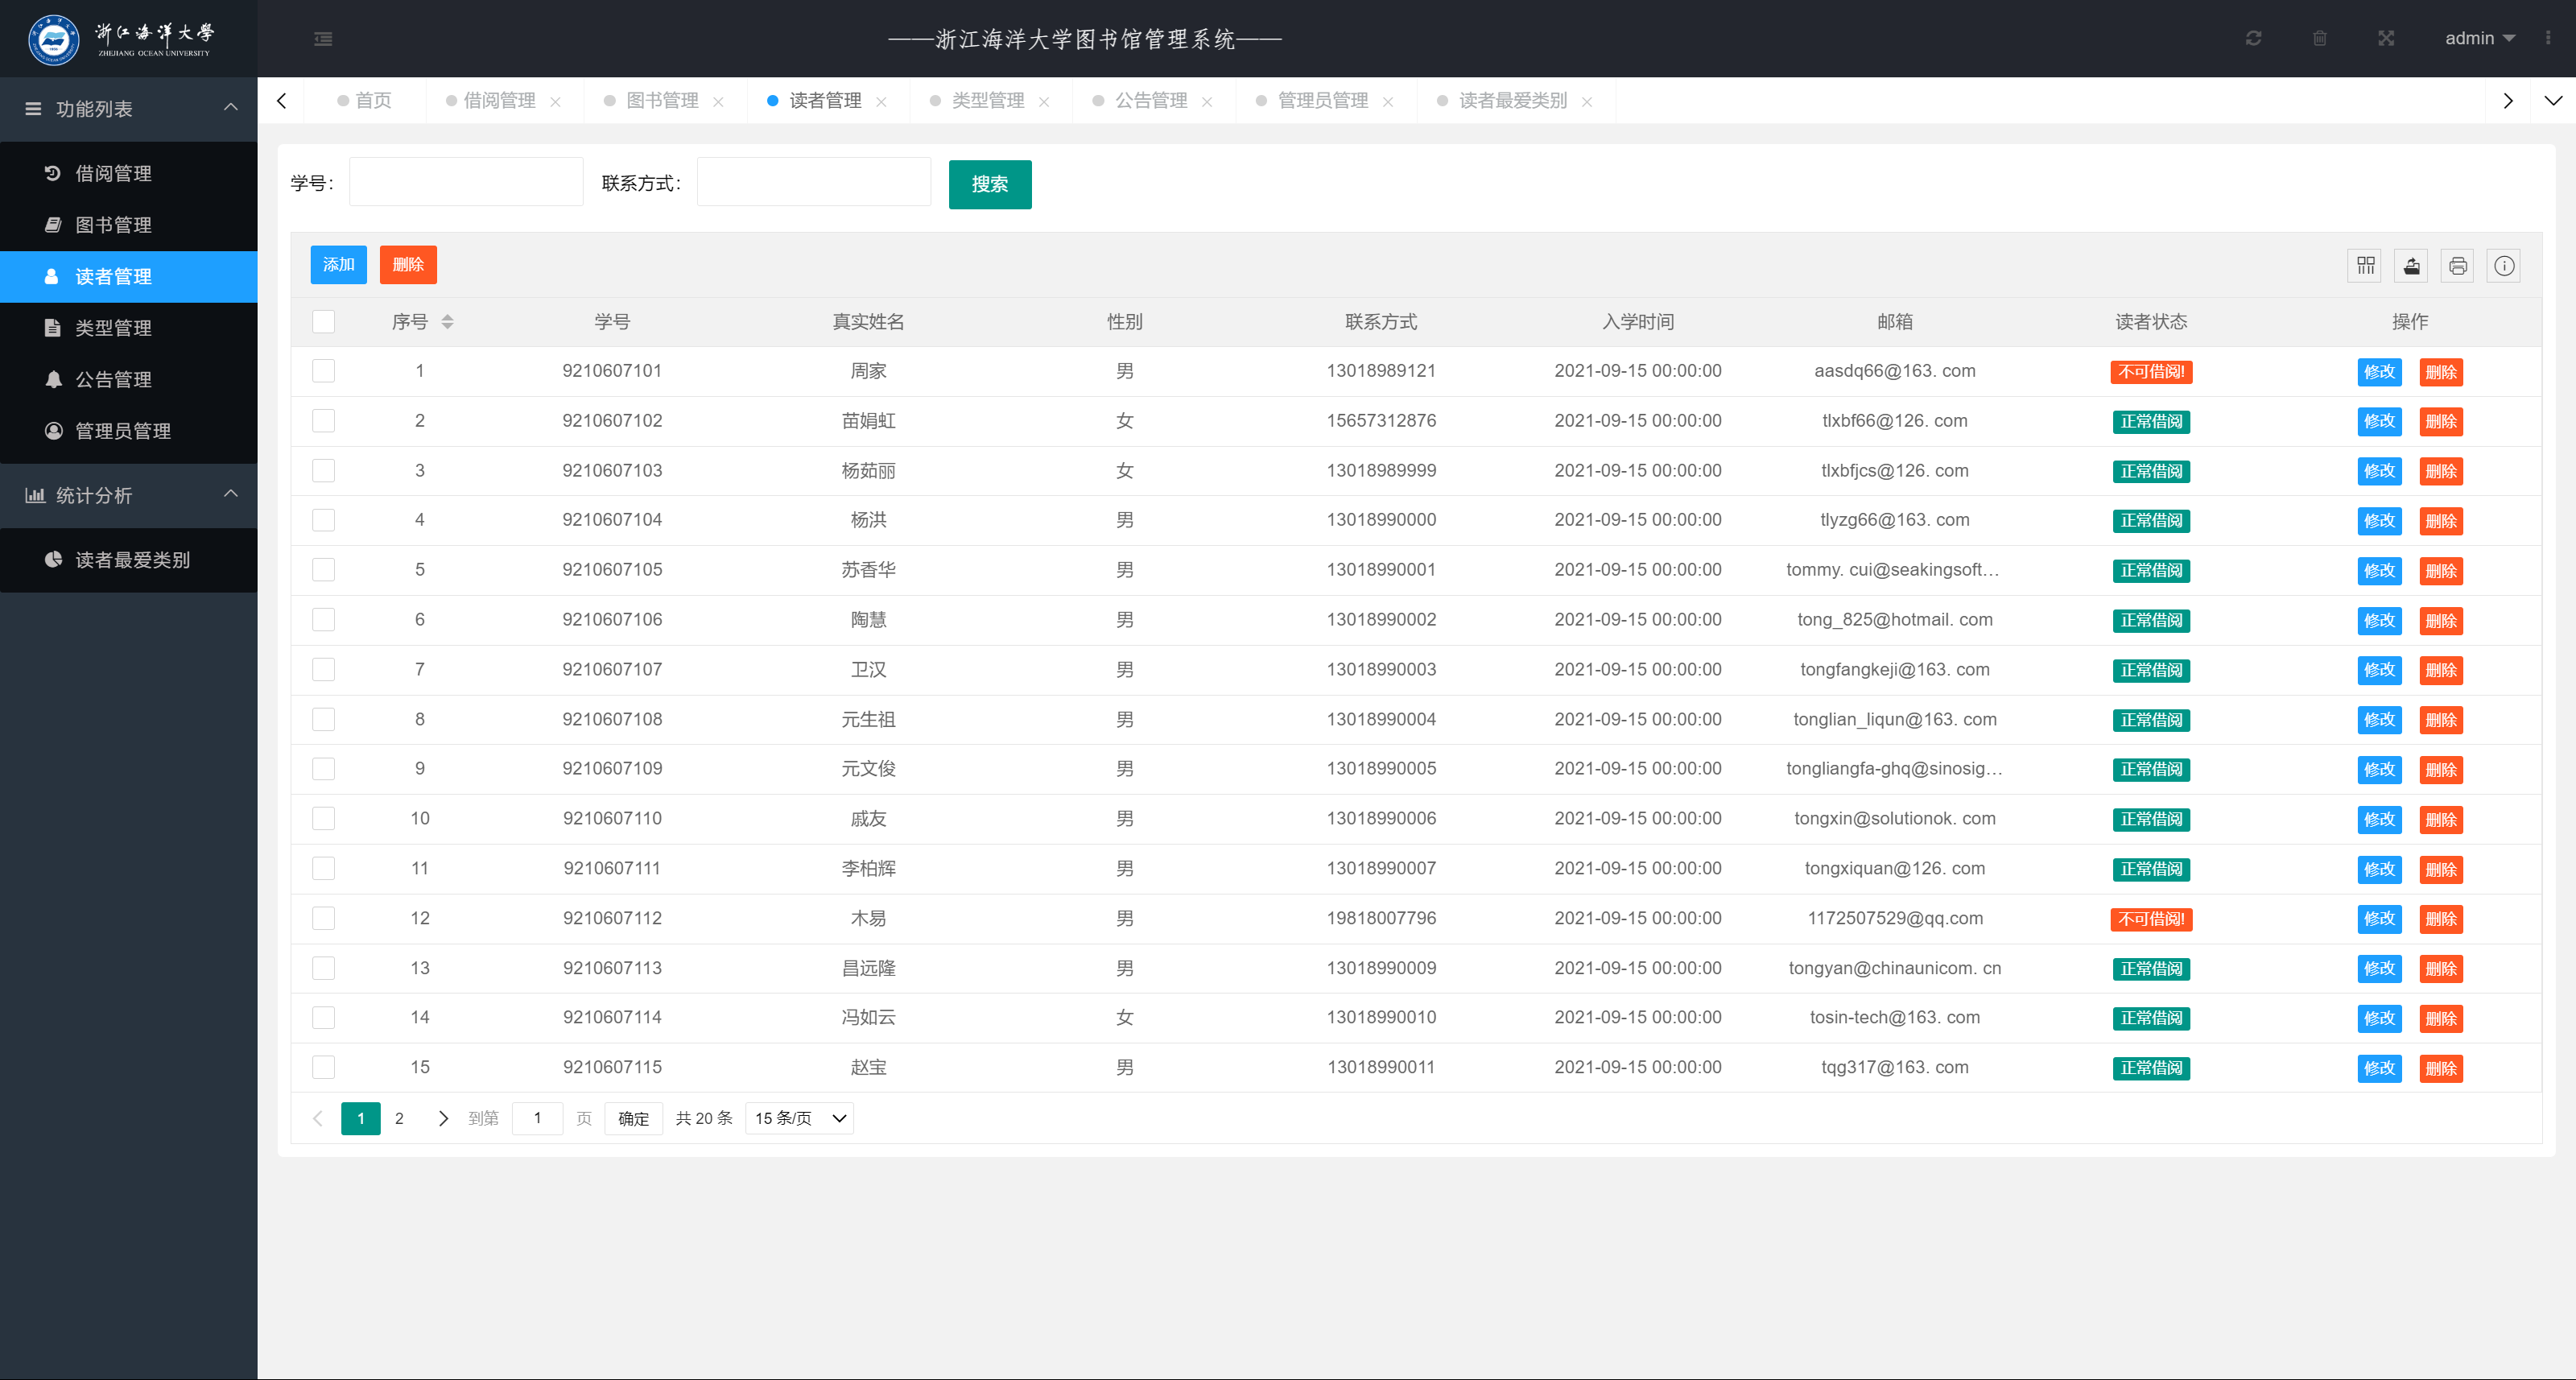 浙江海洋大学
ZHEJIANG OCEAN UNIVERSITY
——浙江海洋大学图书馆管理系统——
admin
功能列表
借阅管理
图书管理
读者管理
类型管理
公告管理
管理员管理
统计分析
读者最爱类别
首页 借阅管理 图书管理 读者管理 类型管理 公告管理 管理员管理 读者最爱类别
学号： 联系方式： 搜索
添加 删除
序号 学号 真实姓名 性别 联系方式 入学时间 邮箱 读者状态 操作
1 9210607101 周家 男 13018989121 2021-09-15 00:00:00 aasdq66@163. com 不可借阅! 修改 删除
2 9210607102 苗娟虹 女 15657312876 2021-09-15 00:00:00 tlxbf66@126. com 正常借阅 修改 删除
3 9210607103 杨茹丽 女 13018989999 2021-09-15 00:00:00 tlxbfjcs@126. com 正常借阅 修改 删除
4 9210607104 杨洪 男 13018990000 2021-09-15 00:00:00 tlyzg66@163. com 正常借阅 修改 删除
5 9210607105 苏香华 男 13018990001 2021-09-15 00:00:00 tommy. cui@seakingsoft… 正常借阅 修改 删除
6 9210607106 陶慧 男 13018990002 2021-09-15 00:00:00 tong_825@hotmail. com 正常借阅 修改 删除
7 9210607107 卫汉 男 13018990003 2021-09-15 00:00:00 tongfangkeji@163. com 正常借阅 修改 删除
8 9210607108 元生祖 男 13018990004 2021-09-15 00:00:00 tonglian_liqun@163. com 正常借阅 修改 删除
9 9210607109 元文俊 男 13018990005 2021-09-15 00:00:00 tongliangfa-ghq@sinosig… 正常借阅 修改 删除
10 9210607110 戚友 男 13018990006 2021-09-15 00:00:00 tongxin@solutionok. com 正常借阅 修改 删除
11 9210607111 李柏辉 男 13018990007 2021-09-15 00:00:00 tongxiquan@126. com 正常借阅 修改 删除
12 9210607112 木易 男 19818007796 2021-09-15 00:00:00 1172507529@qq.com 不可借阅! 修改 删除
13 9210607113 昌远隆 男 13018990009 2021-09-15 00:00:00 tongyan@chinaunicom. cn 正常借阅 修改 删除
14 9210607114 冯如云 女 13018990010 2021-09-15 00:00:00 tosin-tech@163. com 正常借阅 修改 删除
15 9210607115 赵宝 男 13018990011 2021-09-15 00:00:00 tqg317@163. com 正常借阅 修改 删除
1 2 到第 1 页 确定 共 20 条 15 条/页